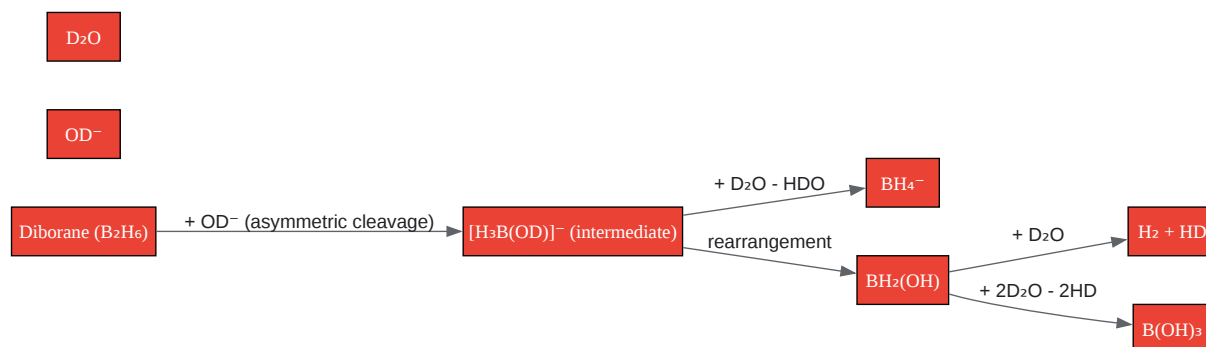 D₂O
OD⁻
Diborane (B₂H₆)
+ OD⁻ (asymmetric cleavage)
[H₃B(OD)]⁻ (intermediate)
+ D₂O - HDO
BH₄⁻
rearrangement
BH₂(OH)
+ D₂O
H₂ + HD
+ 2D₂O - 2HD
B(OH)₃